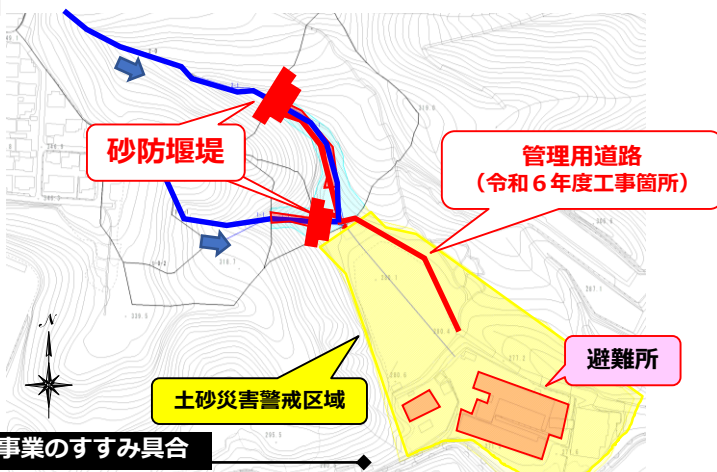 砂防堰堤
管理用道路
（令和６年度工事箇所）
N
避難所
土砂災害警戒区域
事業のすすみ具合